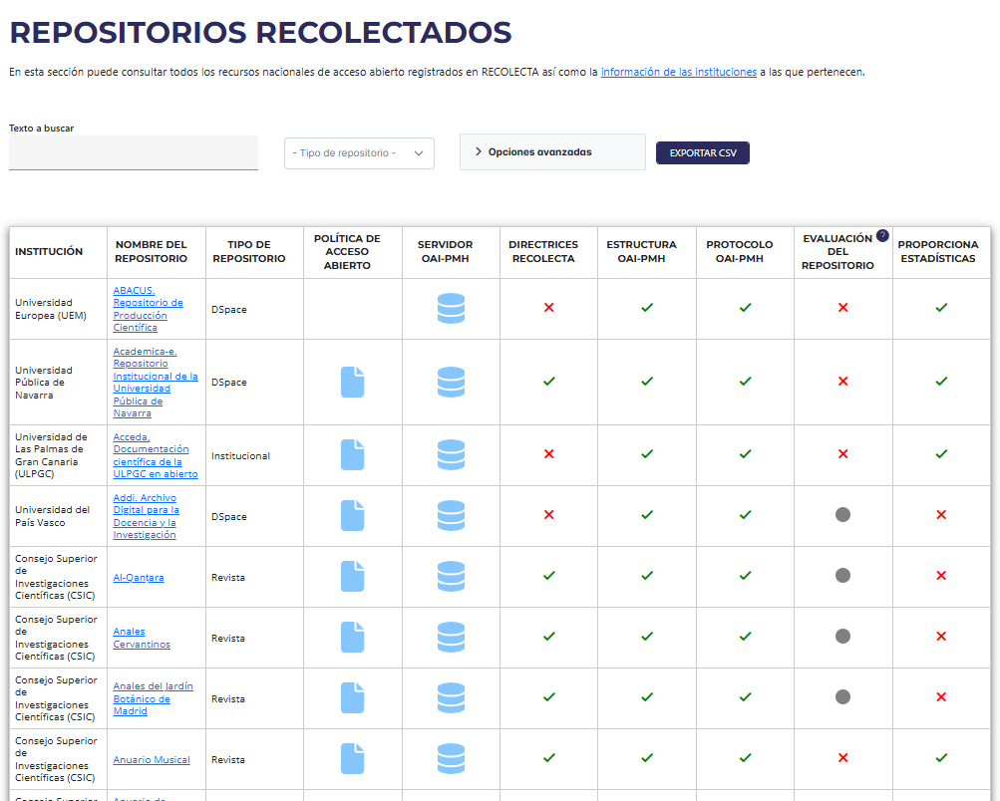 REPOSITORIOS RECOLECTADOS
En esta sección puede consultar todos los recursos nacionales de acceso abierto registrados en RECOLECTA así como la información de las instituciones a las que pertenecen.
Texto a buscar
- Tipo de repositorio -
Opciones avanzadas
EXPORTAR CSV
INSTITUCIÓN
NOMBRE DEL
REPOSITORIO
TIPO DE
REPOSITORIO
POLÍTICA DE
ACCESO
ABIERTO
SERVIDOR
OAI-PMH
DIRECTRICES
RECOLECTA
ESTRUCTURA
OAI-PMH
PROTOCOLO
OAI-PMH
EVALUACIÓN ?
DEL
REPOSITORIO
PROPORCIONA
ESTADÍSTICAS
Universidad
Europea (UEM)
ABACUS.
Repositorio de
Producción
Científica
DSpace
Universidad
Pública de
Navarra
Academica-e.
Repositorio
Institucional de la
Universidad
Pública de
Navarra
DSpace
Universidad de
Las Palmas de
Gran Canaria
(ULPGC)
Acceda,
Documentación
científica de la
ULPGC en abierto
Institucional
Universidad del
País Vasco
Addi. Archivo
Digital para la
Docencia y la
Investigación
DSpace
Consejo Superior
de
Investigaciones
Científicas (CSIC)
Al-Qanṭara
Revista
Consejo Superior
de
Investigaciones
Científicas (CSIC)
Anales
Cervantinos
Revista
Consejo Superior
de
Investigaciones
Científicas (CSIC)
Anales del Jardín
Botánico de
Madrid
Revista
Consejo Superior
de
Investigaciones
Científicas (CSIC)
Anuario Musical
Revista
Consejo Superior
Anuario de